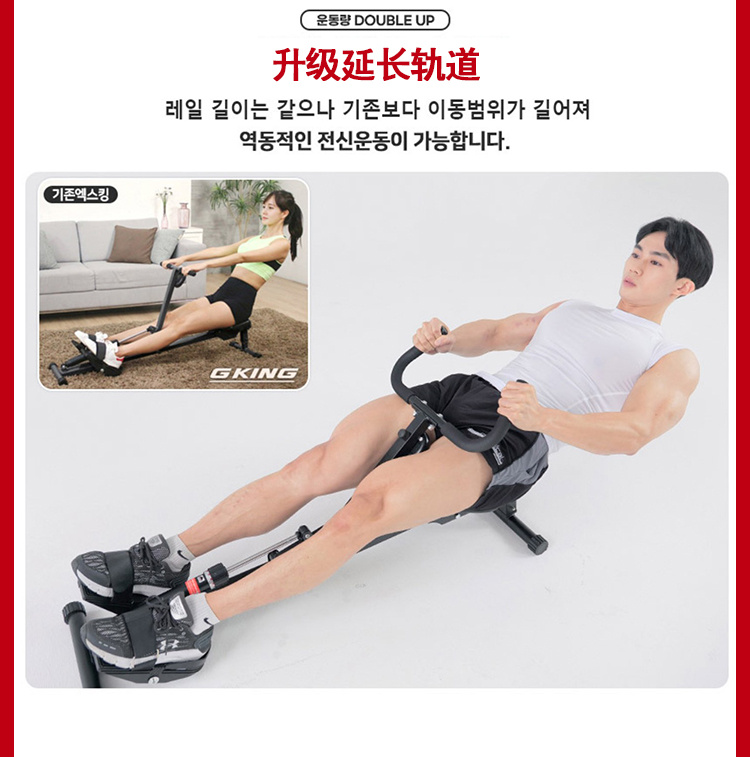 운동량 DOUBLE UP
升级延长轨道
레일 길이는 같으나 기존보다 이동범위가 길어져
역동적인 전신운동이 가능합니다.
기존엑스킹
GKING